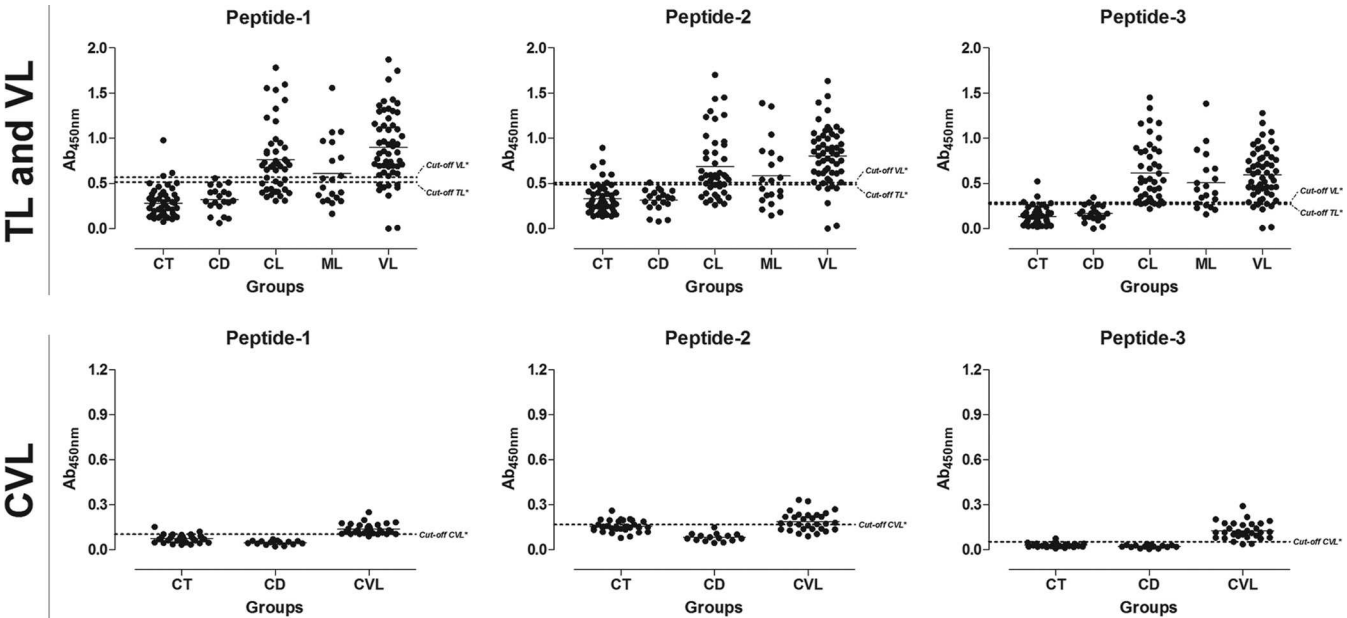 TL and VL
Peptide-1
Ab450nm
2.0
1.5
1.0
0.5
0.0
Cut-off VL*
Cut-off TL*
CT CD CL ML VL
Groups
Peptide-2
Ab450nm
2.0
1.5
1.0
0.5
0.0
Cut-off VL*
Cut-off TL*
CT CD CL ML VL
Groups
Peptide-3
Ab450nm
2.0
1.5
1.0
0.5
0.0
Cut-off VL*
Cut-off TL*
CT CD CL ML VL
Groups
CVL
Peptide-1
Ab450nm
1.2
0.9
0.6
0.3
0.0
Cut-off CVL*
CT CD CVL
Groups
Peptide-2
Ab450nm
1.2
0.9
0.6
0.3
0.0
Cut-off CVL*
CT CD CVL
Groups
Peptide-3
Ab450nm
1.2
0.9
0.6
0.3
0.0
Cut-off CVL*
CT CD CVL
Groups